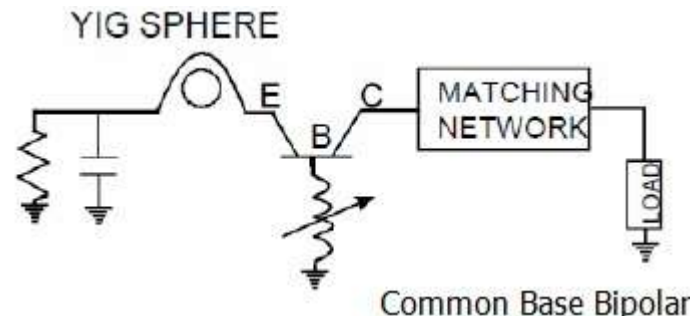 YIG SPHERE
E
B
C
MATCHING
NETWORK
LOAD
Common Base Bipolar